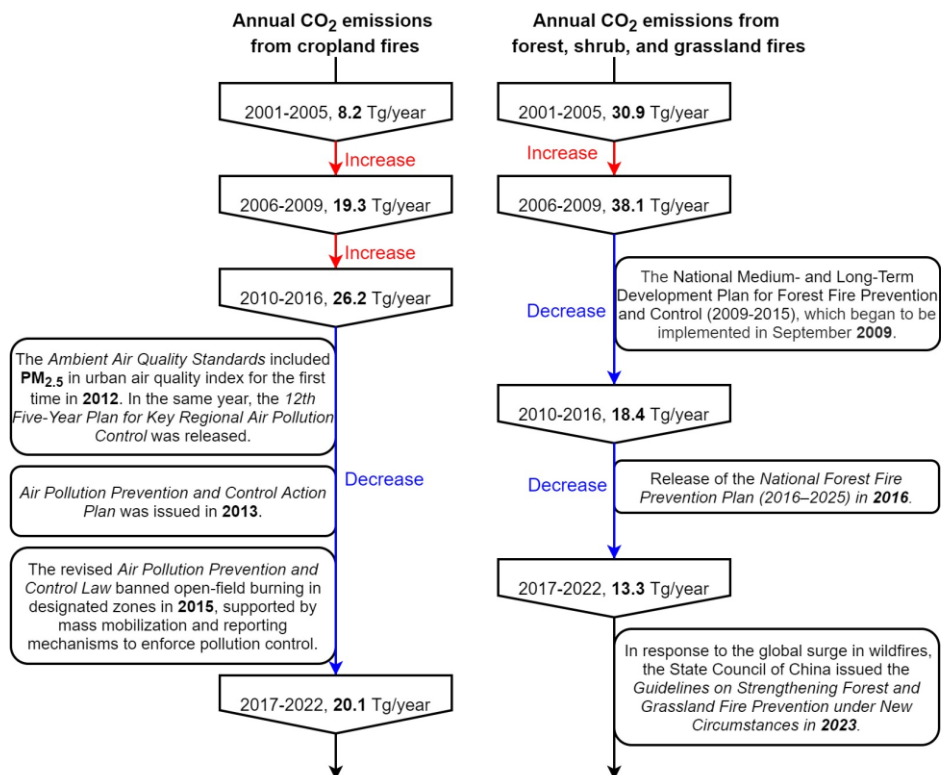 Annual CO2 emissions
from cropland fires
2001-2005, 8.2 Tg/year
Increase
2006-2009, 19.3 Tg/year
Increase
2010-2016, 26.2 Tg/year
The Ambient Air Quality Standards included
PM2.5 in urban air quality index for the first
time in 2012. In the same year, the 12th
Five-Year Plan for Key Regional Air Pollution
Control was released.
Decrease
Air Pollution Prevention and Control Action
Plan was issued in 2013.
The revised Air Pollution Prevention and
Control Law banned open-field burning in
designated zones in 2015, supported by
mass mobilization and reporting
mechanisms to enforce pollution control.
2017-2022, 20.1 Tg/year
Annual CO2 emissions from
forest, shrub, and grassland fires
2001-2005, 30.9 Tg/year
Increase
2006-2009, 38.1 Tg/year
Decrease
The National Medium- and Long-Term
Development Plan for Forest Fire Prevention
and Control (2009-2015), which began to be
implemented in September 2009.
2010-2016, 18.4 Tg/year
Decrease
Release of the National Forest Fire
Prevention Plan (2016–2025) in 2016.
2017-2022, 13.3 Tg/year
In response to the global surge in wildfires,
the State Council of China issued the
Guidelines on Strengthening Forest and
Grassland Fire Prevention under New
Circumstances in 2023.